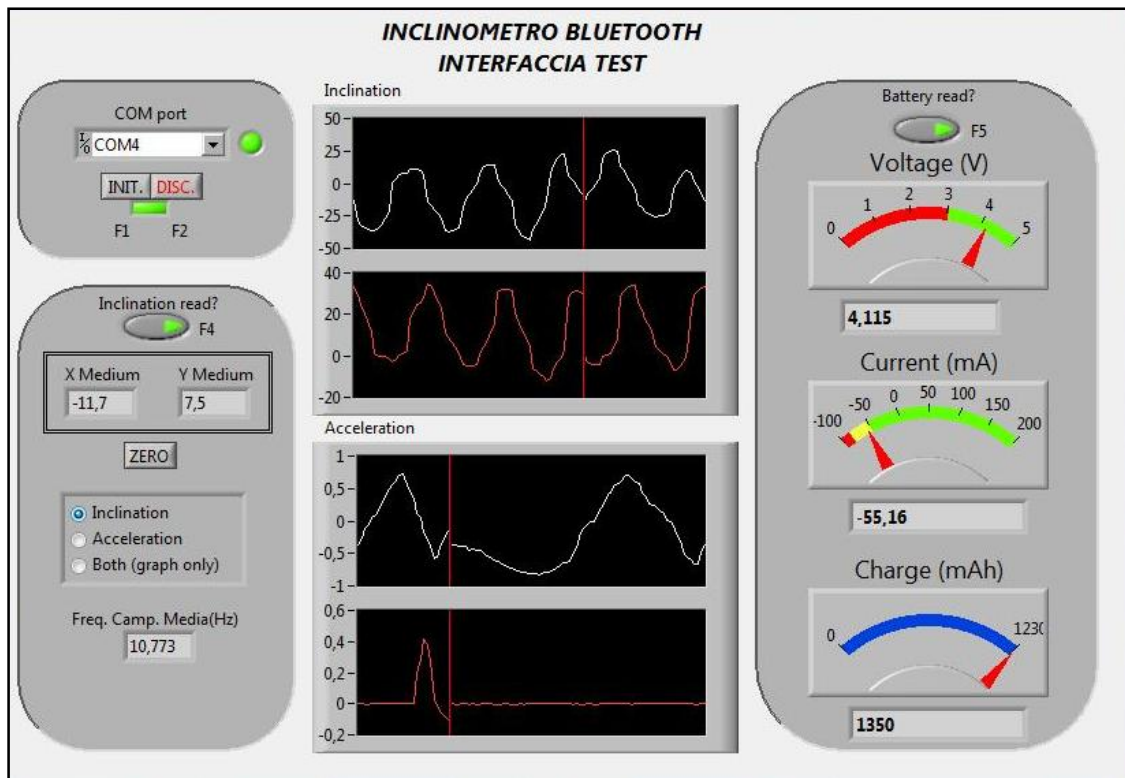 INCLINOMETRO BLUETOOTH
INTERFACCIA TEST
COM port
I/O COM4
INIT. DISC.
F1 F2
Inclination read?
F4
X Medium Y Medium
-11,7 7,5
ZERO
Inclination
Acceleration
Both (graph only)
Freq. Camp. Media(Hz)
10,773
Inclination
50
25
0
-25
-50
40
20
0
-20
Acceleration
1
0,5
0
-0,5
-1
0,6
0,4
0,2
0
-0,2
Battery read?
F5
Voltage (V)
0 1 2 3 4 5
4,115
Current (mA)
-100 -50 0 50 100 150 200
-55,16
Charge (mAh)
0 1230
1350